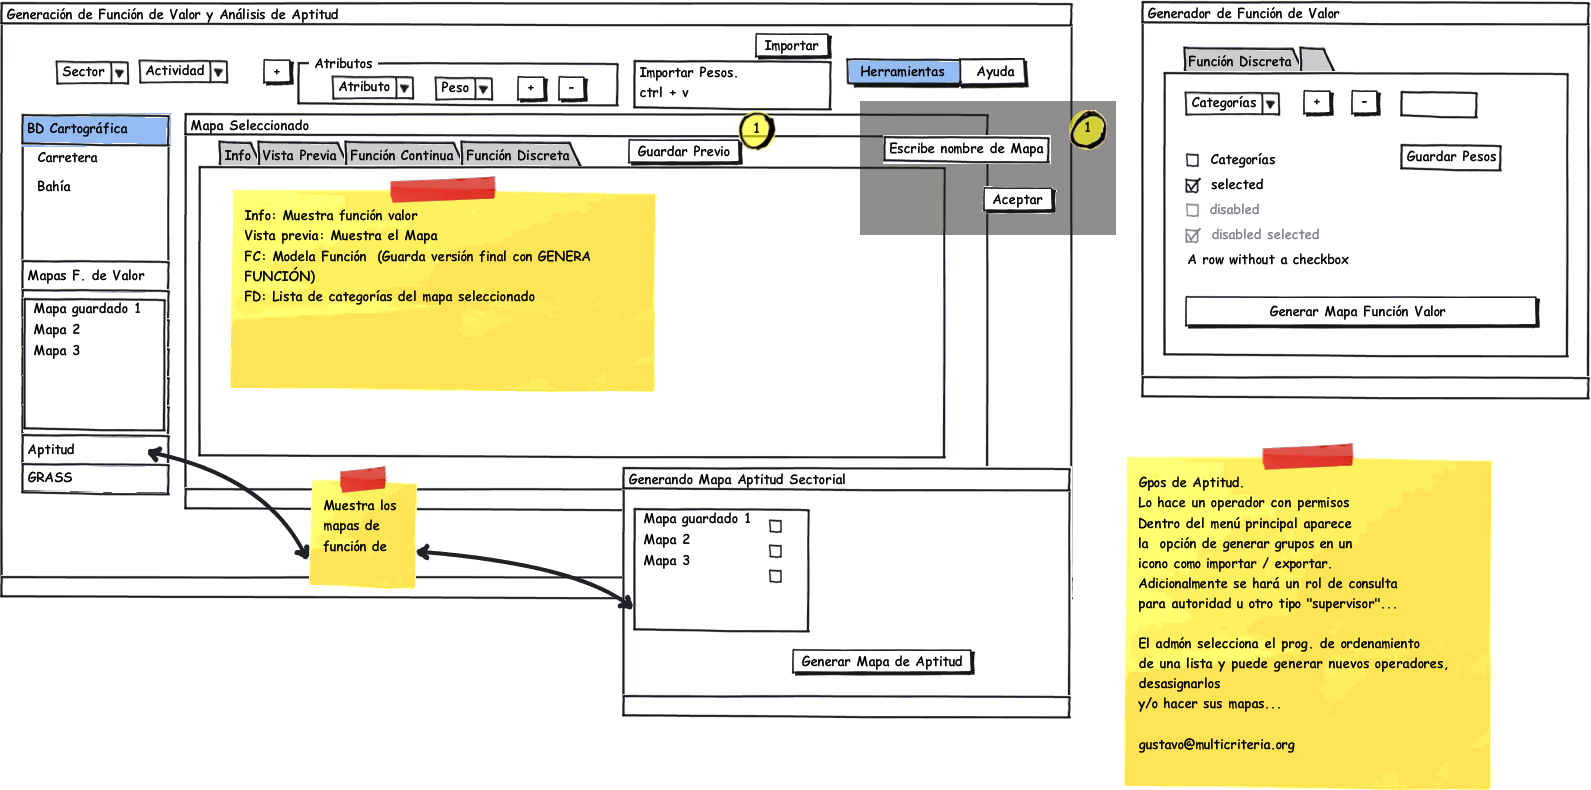 Generación de Función de Valor y Análisis de Aptitud
Importar
Sector
Actividad
+
Atributos
Atributo
Peso
+
-
Importar Pesos.
ctrl + v
Herramientas
Ayuda
BD Cartográfica
Carretera
Bahía
Mapas F. de Valor
Mapa guardado 1
Mapa 2
Mapa 3
Aptitud
GRASS
Mapa Seleccionado
1
Info
Vista Previa
Función Continua
Función Discreta
Guardar Previo
Info: Muestra función valor
Vista previa: Muestra el Mapa
FC: Modela Función (Guarda versión final con GENERA
FUNCIÓN)
FD: Lista de categorías del mapa seleccionado
1
Escribe nombre de Mapa
Aceptar
Muestra los
mapas de
función de
Generando Mapa Aptitud Sectorial
Mapa guardado 1
Mapa 2
Mapa 3
Generar Mapa de Aptitud
Generador de Función de Valor
Función Discreta
Categorías
+
-
Categorías
selected
disabled
disabled selected
A row without a checkbox
Guardar Pesos
Generar Mapa Función Valor
Gpos de Aptitud.
Lo hace un operador con permisos
Dentro del menú principal aparece
la opción de generar grupos en un
icono como importar / exportar.
Adicionalmente se hará un rol de consulta
para autoridad u otro tipo "supervisor"...
El admón selecciona el prog. de ordenamiento
de una lista y puede generar nuevos operadores,
desasignarlos
y/o hacer sus mapas...
gustavo@multicriteria.org